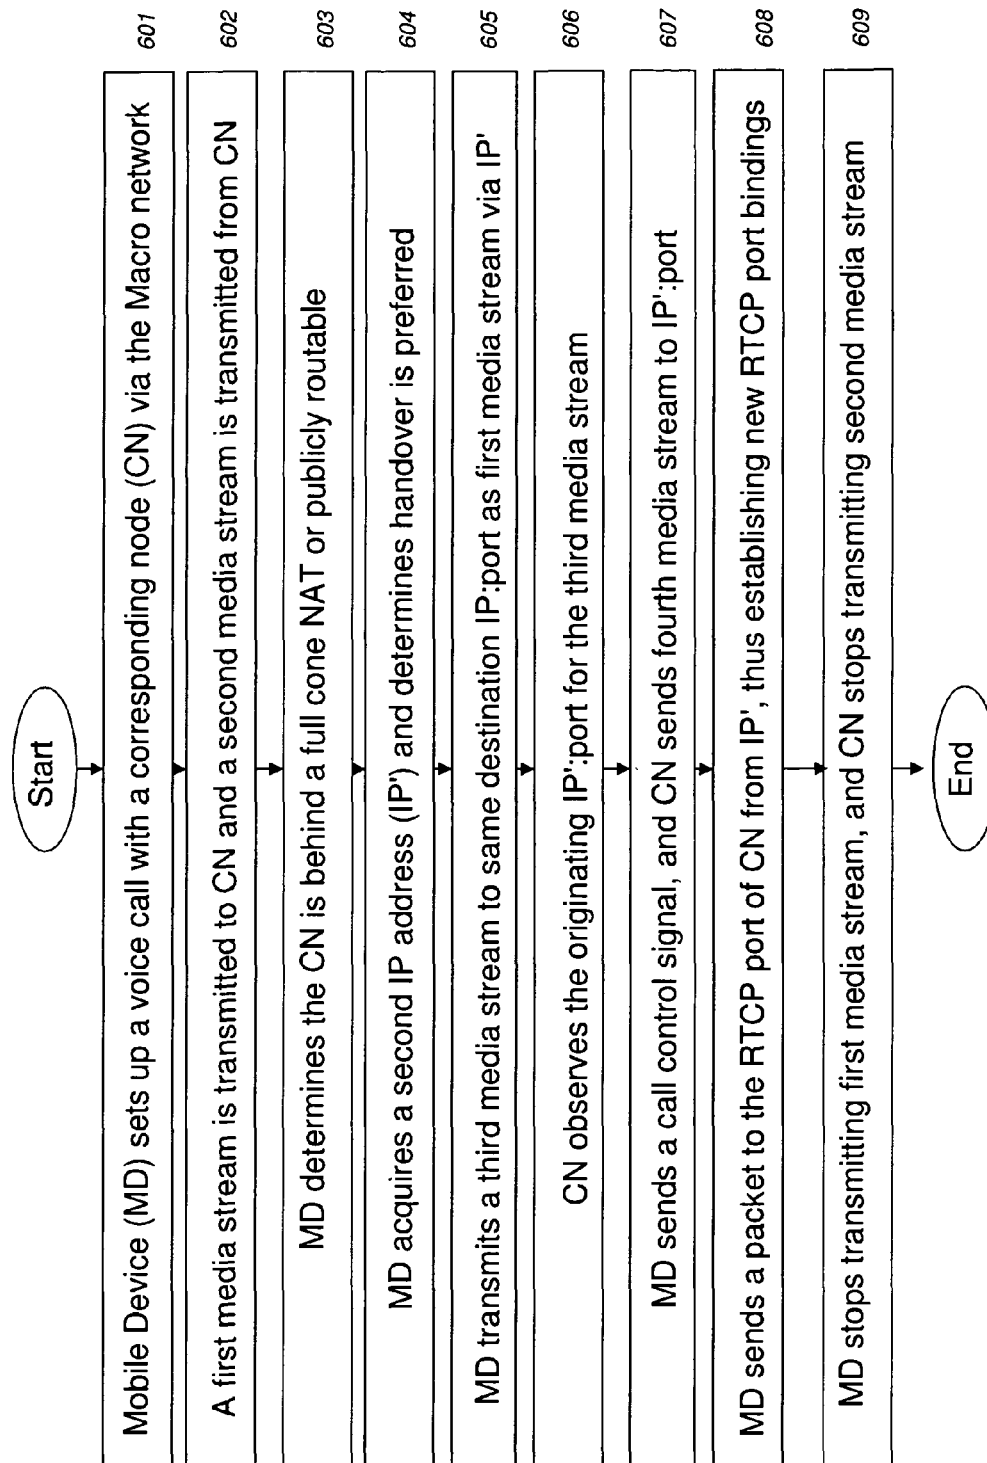 Start
Mobile Device (MD) sets up a voice call with a corresponding node (CN) via the Macro network
601
A first media stream is transmitted to CN and a second media stream is transmitted from CN
602
MD determines the CN is behind a full cone NAT or publicly routable
603
MD acquires a second IP address (IP') and determines handover is preferred
604
MD transmits a third media stream to same destination IP:port as first media stream via IP'
605
CN observes the originating IP':port for the third media stream
606
MD sends a call control signal, and CN sends fourth media stream to IP':port
607
MD sends a packet to the RTCP port of CN from IP', thus establishing new RTCP port bindings
608
MD stops transmitting first media stream, and CN stops transmitting second media stream
609
End